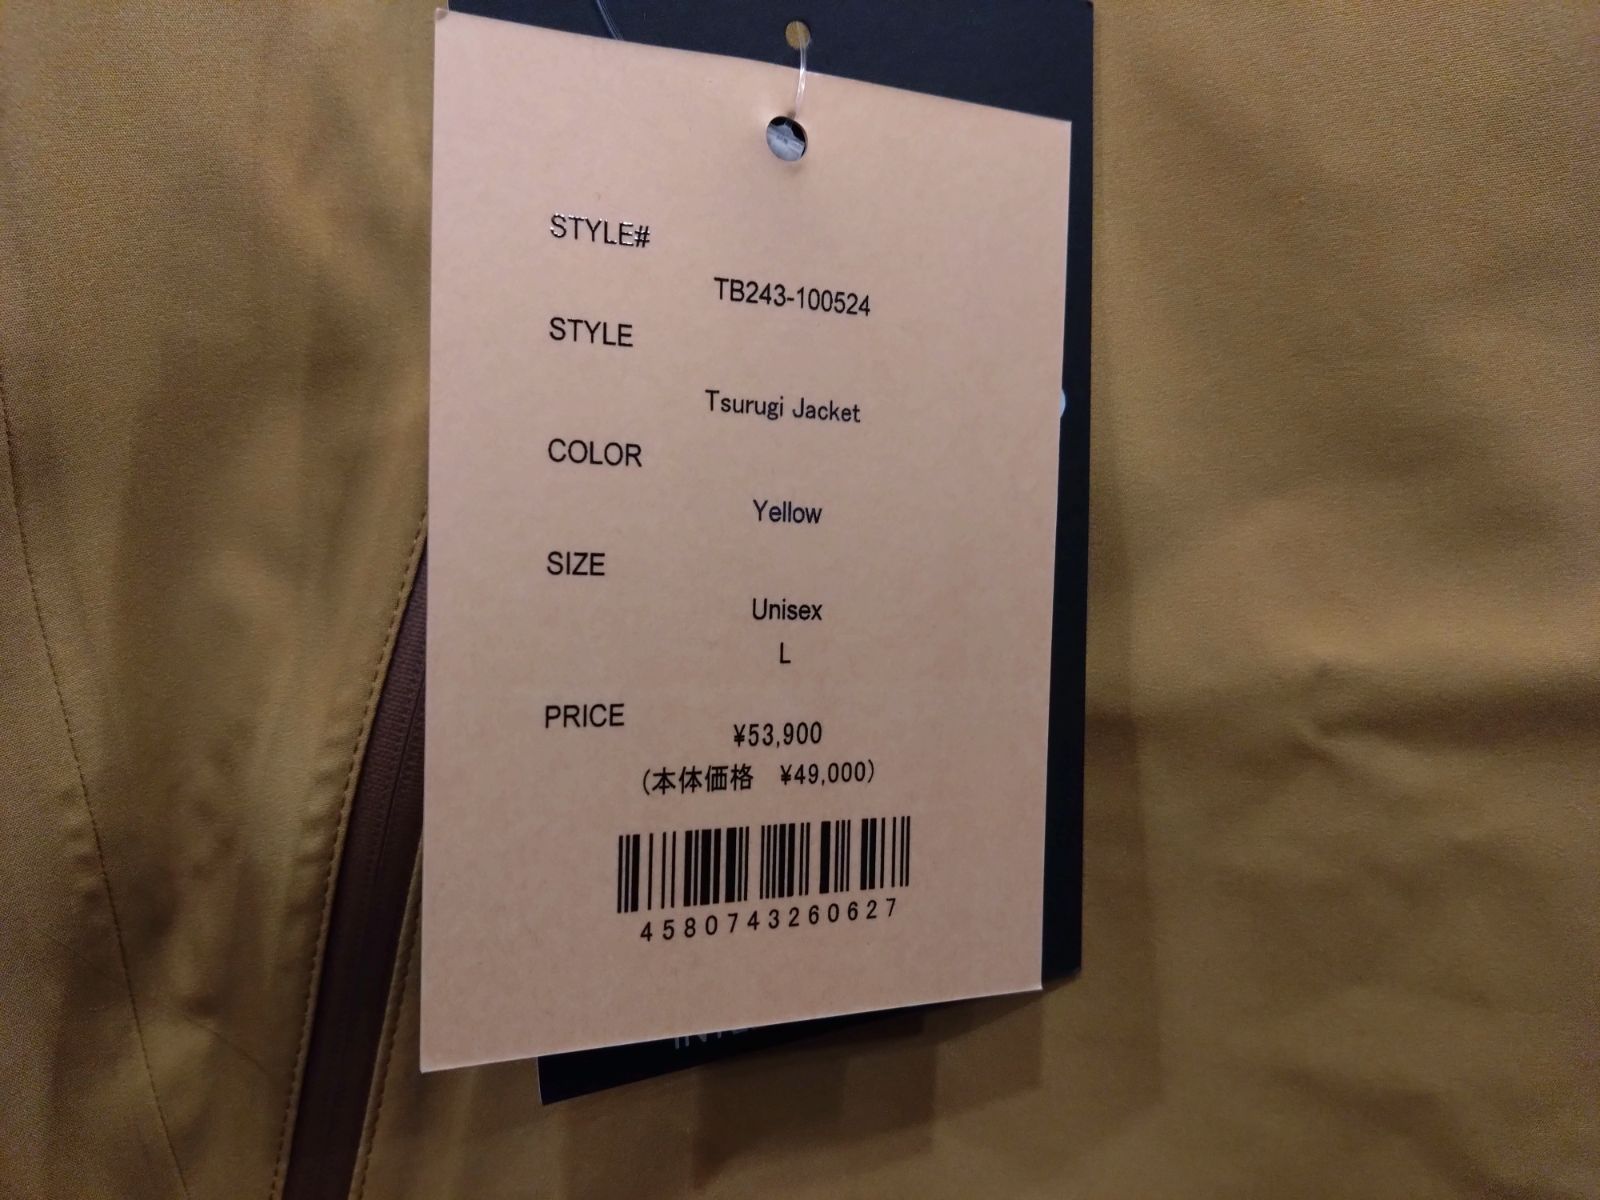 STYLE#
TB243-100524
STYLE
Tsurugi Jacket
COLOR
Yellow
SIZE
Unisex
L
PRICE
¥53,900
(本体価格　¥49,000)
4580743260627